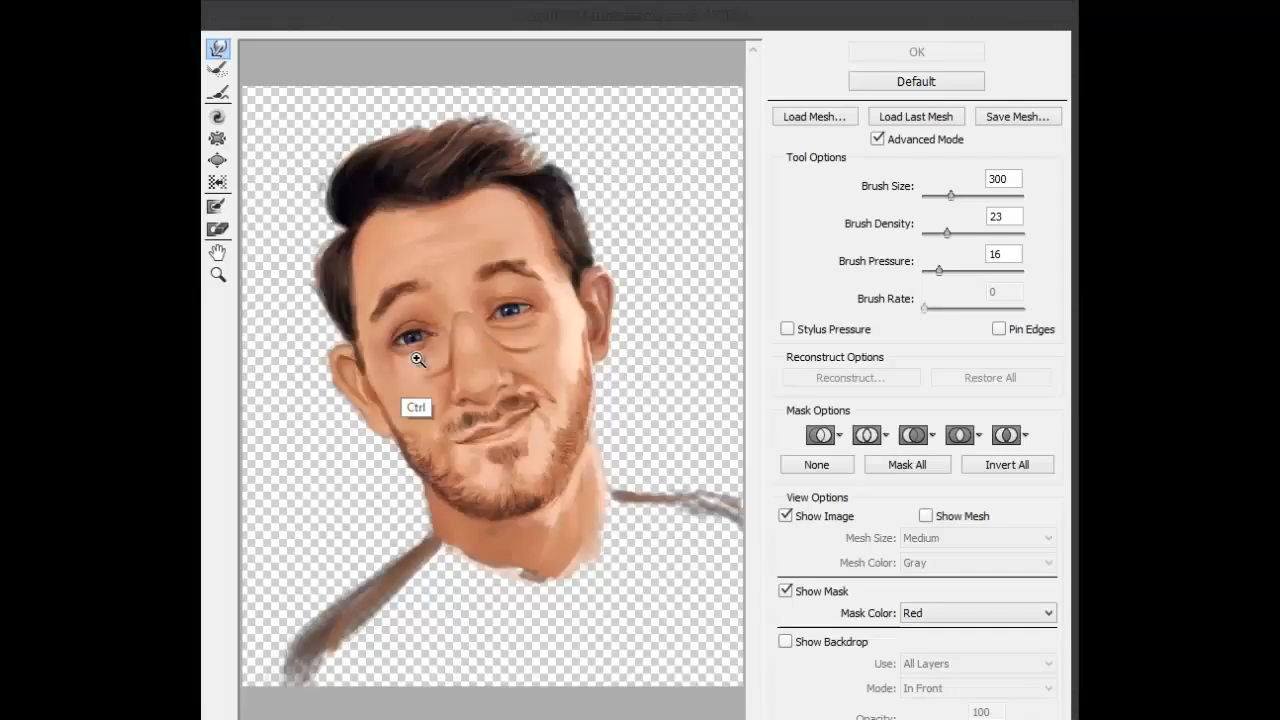 OK
Default
Load Mesh... Load Last Mesh Save Mesh...
Advanced Mode
Tool Options
Brush Size: 300
Brush Density: 23
Brush Pressure: 16
Brush Rate: 0
Stylus Pressure Pin Edges
Reconstruct Options
Reconstruct... Restore All
Ctrl
Mask Options
None Mask All Invert All
View Options
Show Image Show Mesh
Mesh Size: Medium
Mesh Color: Gray
Show Mask
Mask Color: Red
Show Backdrop
Use: All Layers
Mode: In Front
Opacity: 100